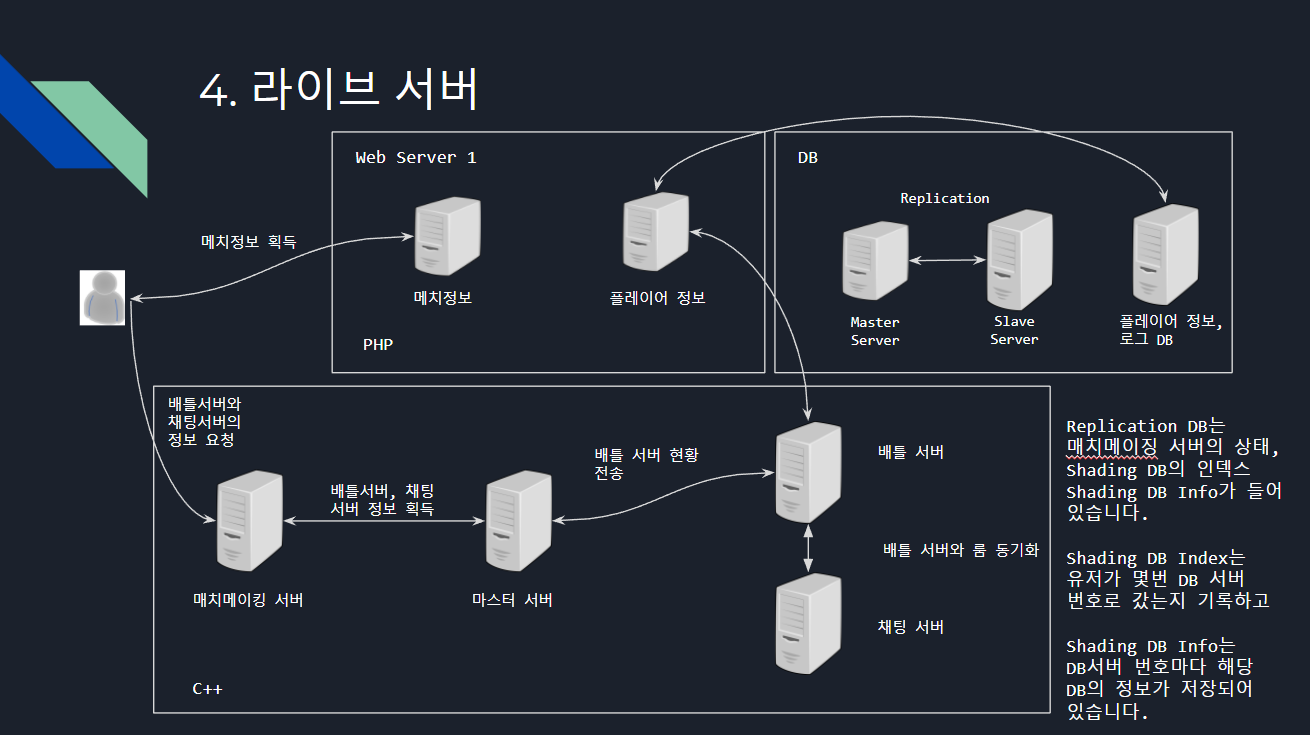 4. 라이브 서버
Web Server 1
DB
Replication
메치정보 획득
메치정보
플레이어 정보
Master
Server
Slave
Server
플레이어 정보,
로그 DB
PHP
배틀서버와
채팅서버의
정보 요청
배틀서버, 채팅
서버 정보 획득
배틀 서버 현황
전송
배틀 서버
배틀 서버와 룸 동기화
매치메이킹 서버
마스터 서버
채팅 서버
C++
Replication DB는
매치메이징 서버의 상태,
Shading DB의 인덱스
Shading DB Info가 들어
있습니다.
Shading DB Index는
유저가 몇번 DB 서버
번호로 갔는지 기록하고
Shading DB Info는
DB서버 번호마다 해당
DB의 정보가 저장되어
있습니다.